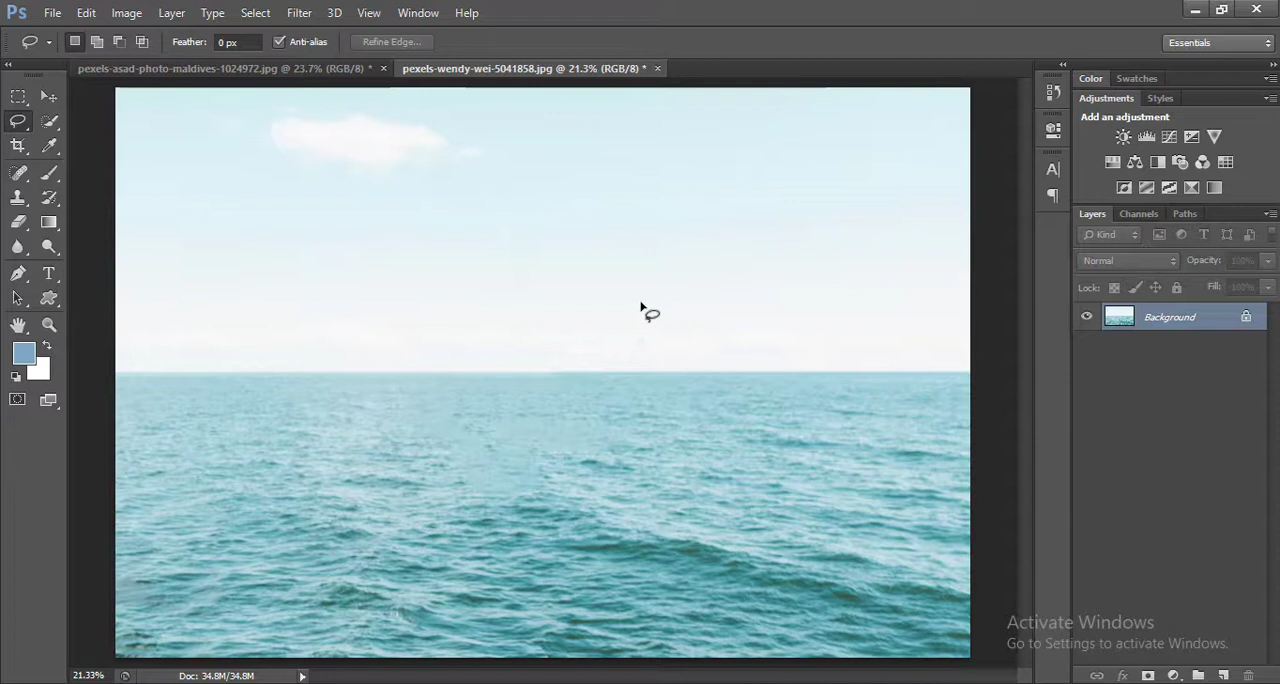 Ps File Edit Image Layer Type Select Filter 3D View Window Help
Feather: 0 px Anti-alias Refine Edge... Essentials
pexels-asad-photo-maldives-1024972.jpg @ 23.7% (RGB/8) * × pexels-wendy-wei-5041858.jpg @ 21.3% (RGB/8) * ×
Color Swatches
Adjustments Styles
Add an adjustment
Layers Channels Paths
Kind
Normal Opacity: 100%
Lock: Fill: 100%
Background
Activate Windows
Go to Settings to activate Windows.
21.33% Doc: 34.8M/34.8M